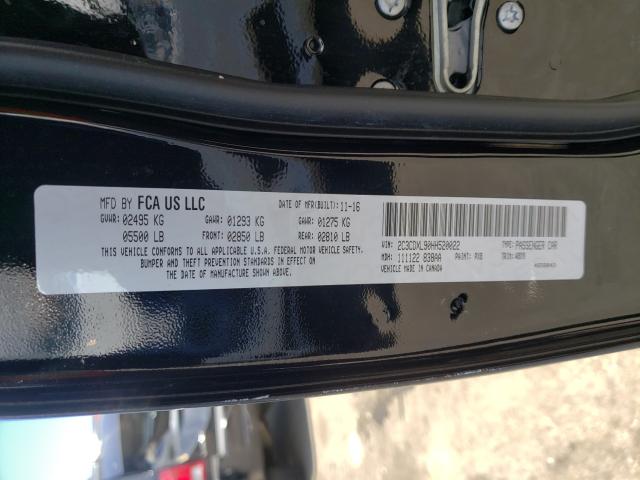 MFD BY FCA US LLC DATE OF MFR(BUILT): 11-16
GVWR: 02495 KG GAWR: 01293 KG GAWR: 01275 KG
05500 LB FRONT: 02850 LB REAR: 02810 LB
THIS VEHICLE CONFORMS TO ALL APPLICABLE U.S.A. FEDERAL MOTOR VEHICLE SAFETY,
BUMPER AND THEFT PREVENTION STANDARDS IN EFFECT ON
THE DATE OF MANUFACTURE SHOWN ABOVE.
VIN: 2C3CDXL90HH520022 TYPE: PASSENGER CAR
MDH: 111122 038AA PAINT: PX8 TRIM:
VEHICLE MADE IN CANADA